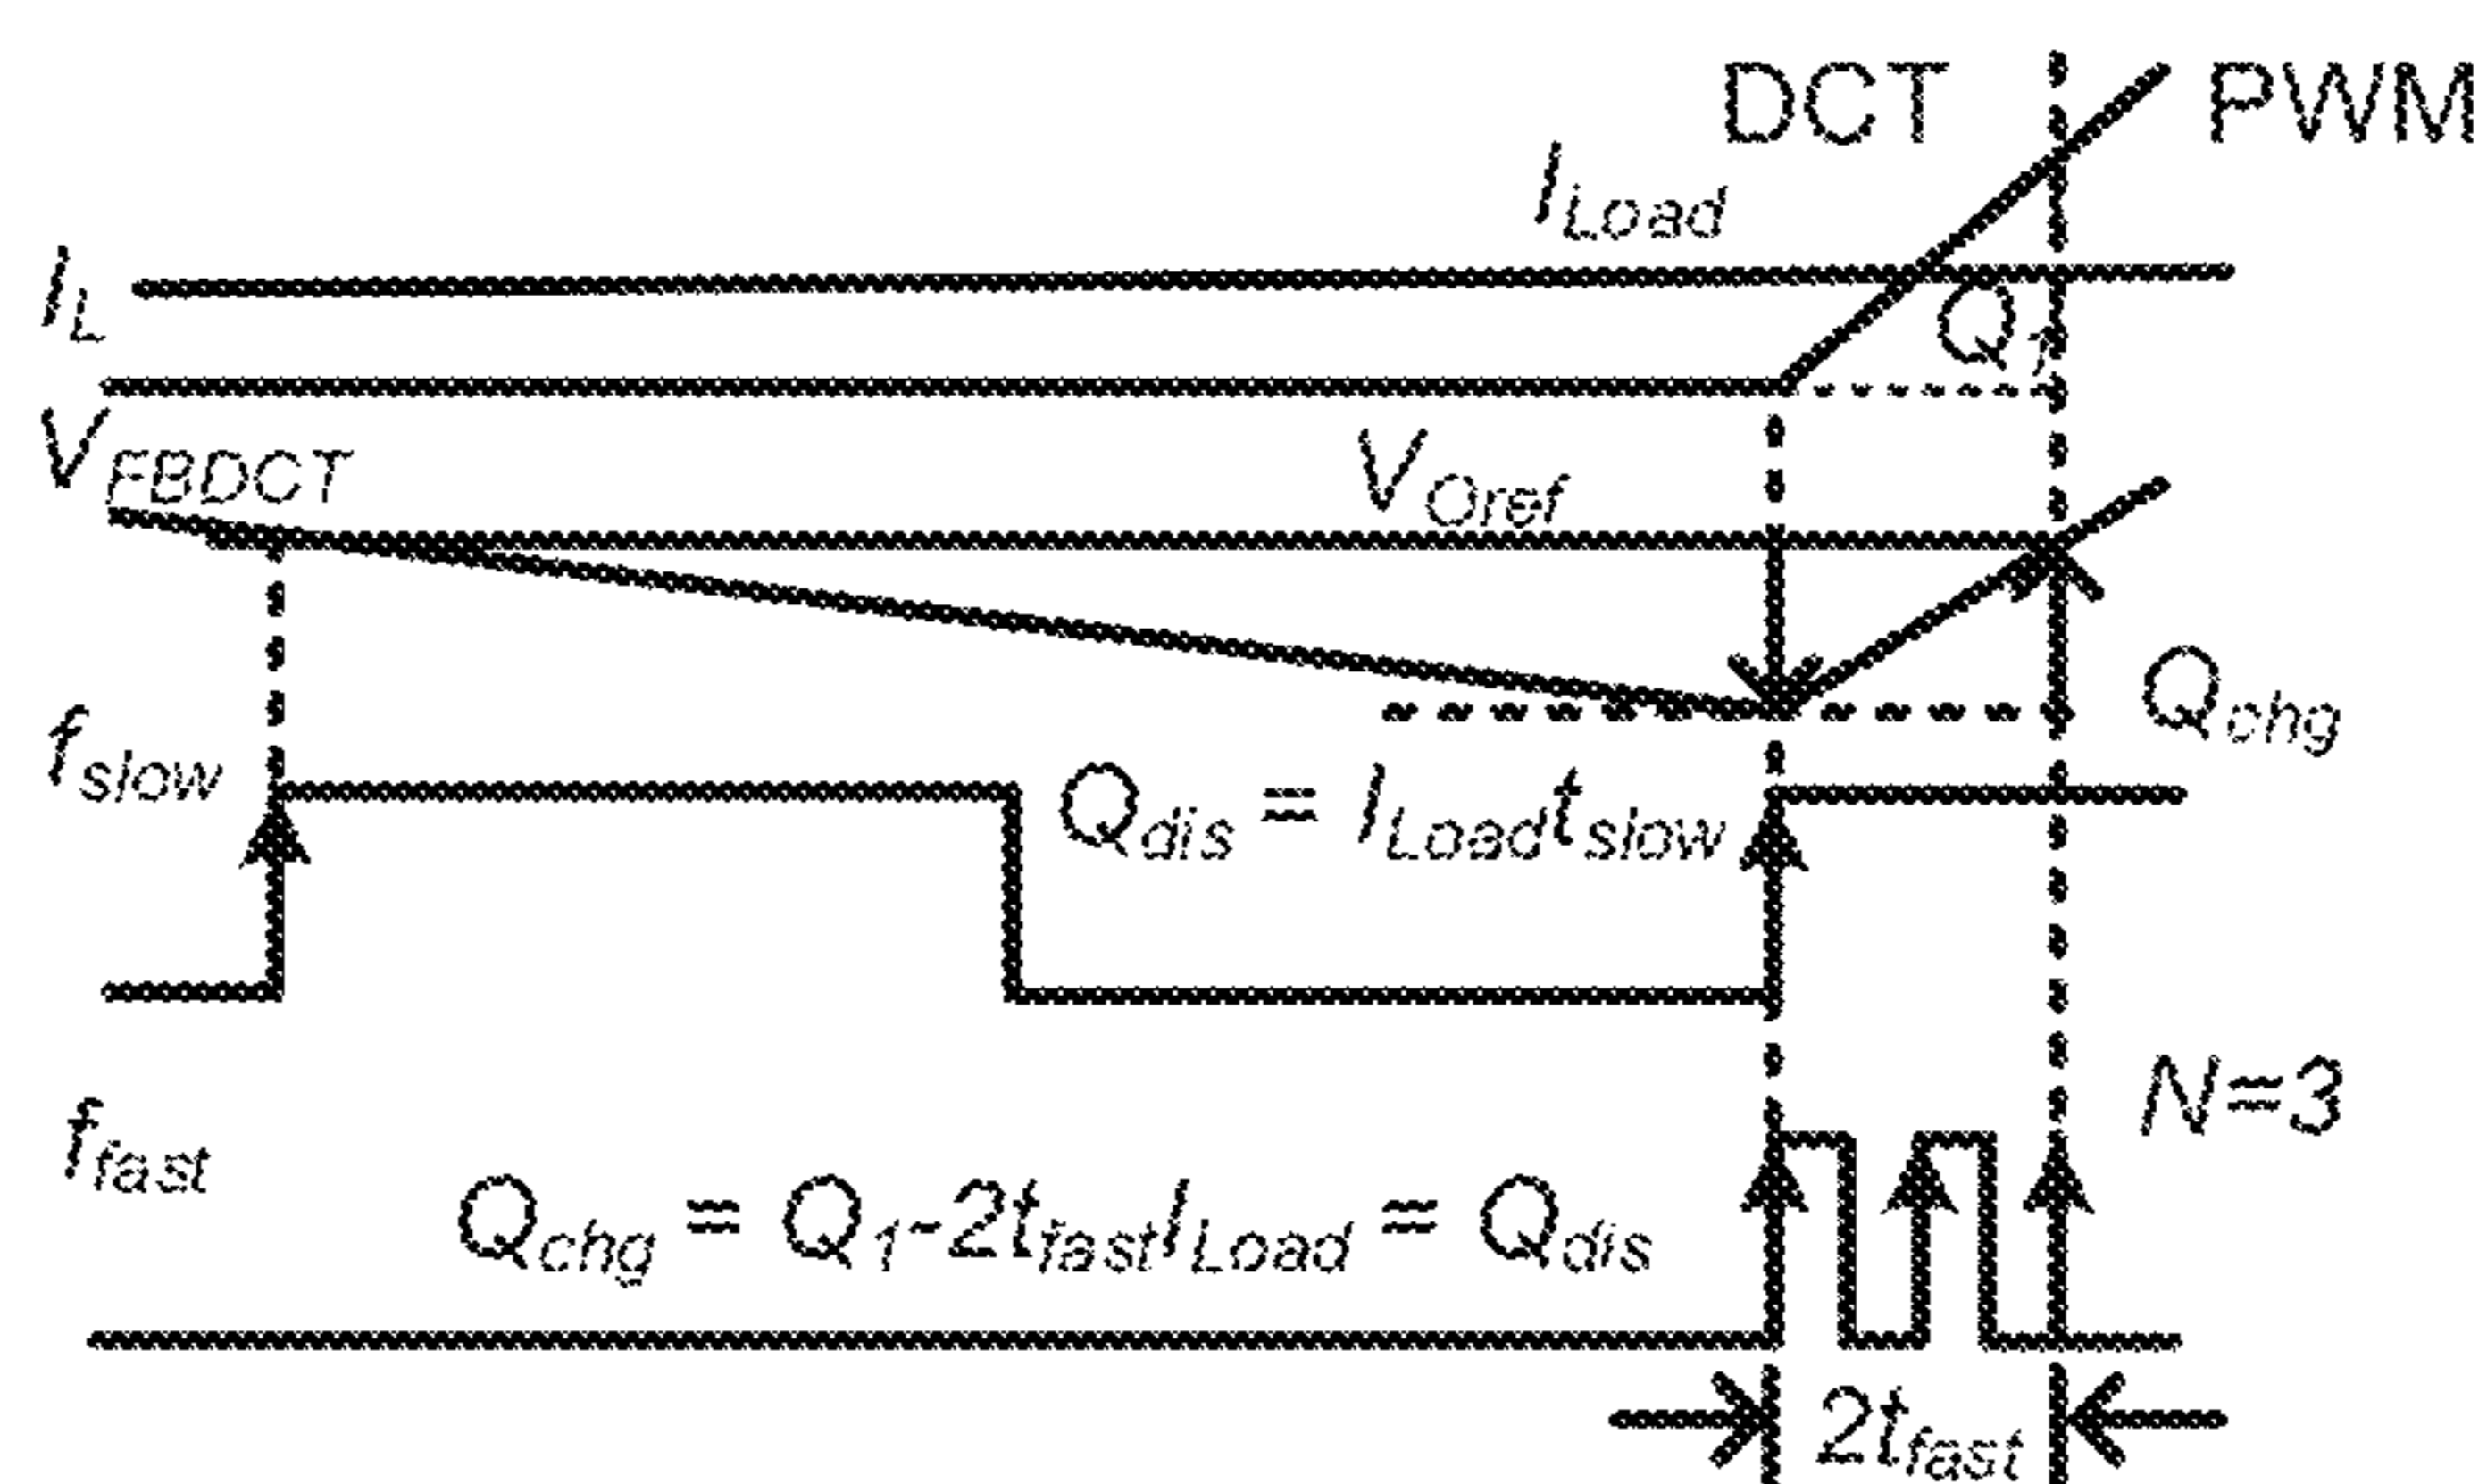 DCT PWM
I_Load
I_L
Q_1
V_FBDCT
V_Oref
Q_chg
f_slow
Q_dis = I_Load t_slow
N=3
f_fast
Q_chg = Q_1-2t_fast I_Load = Q_dis
2t_fast